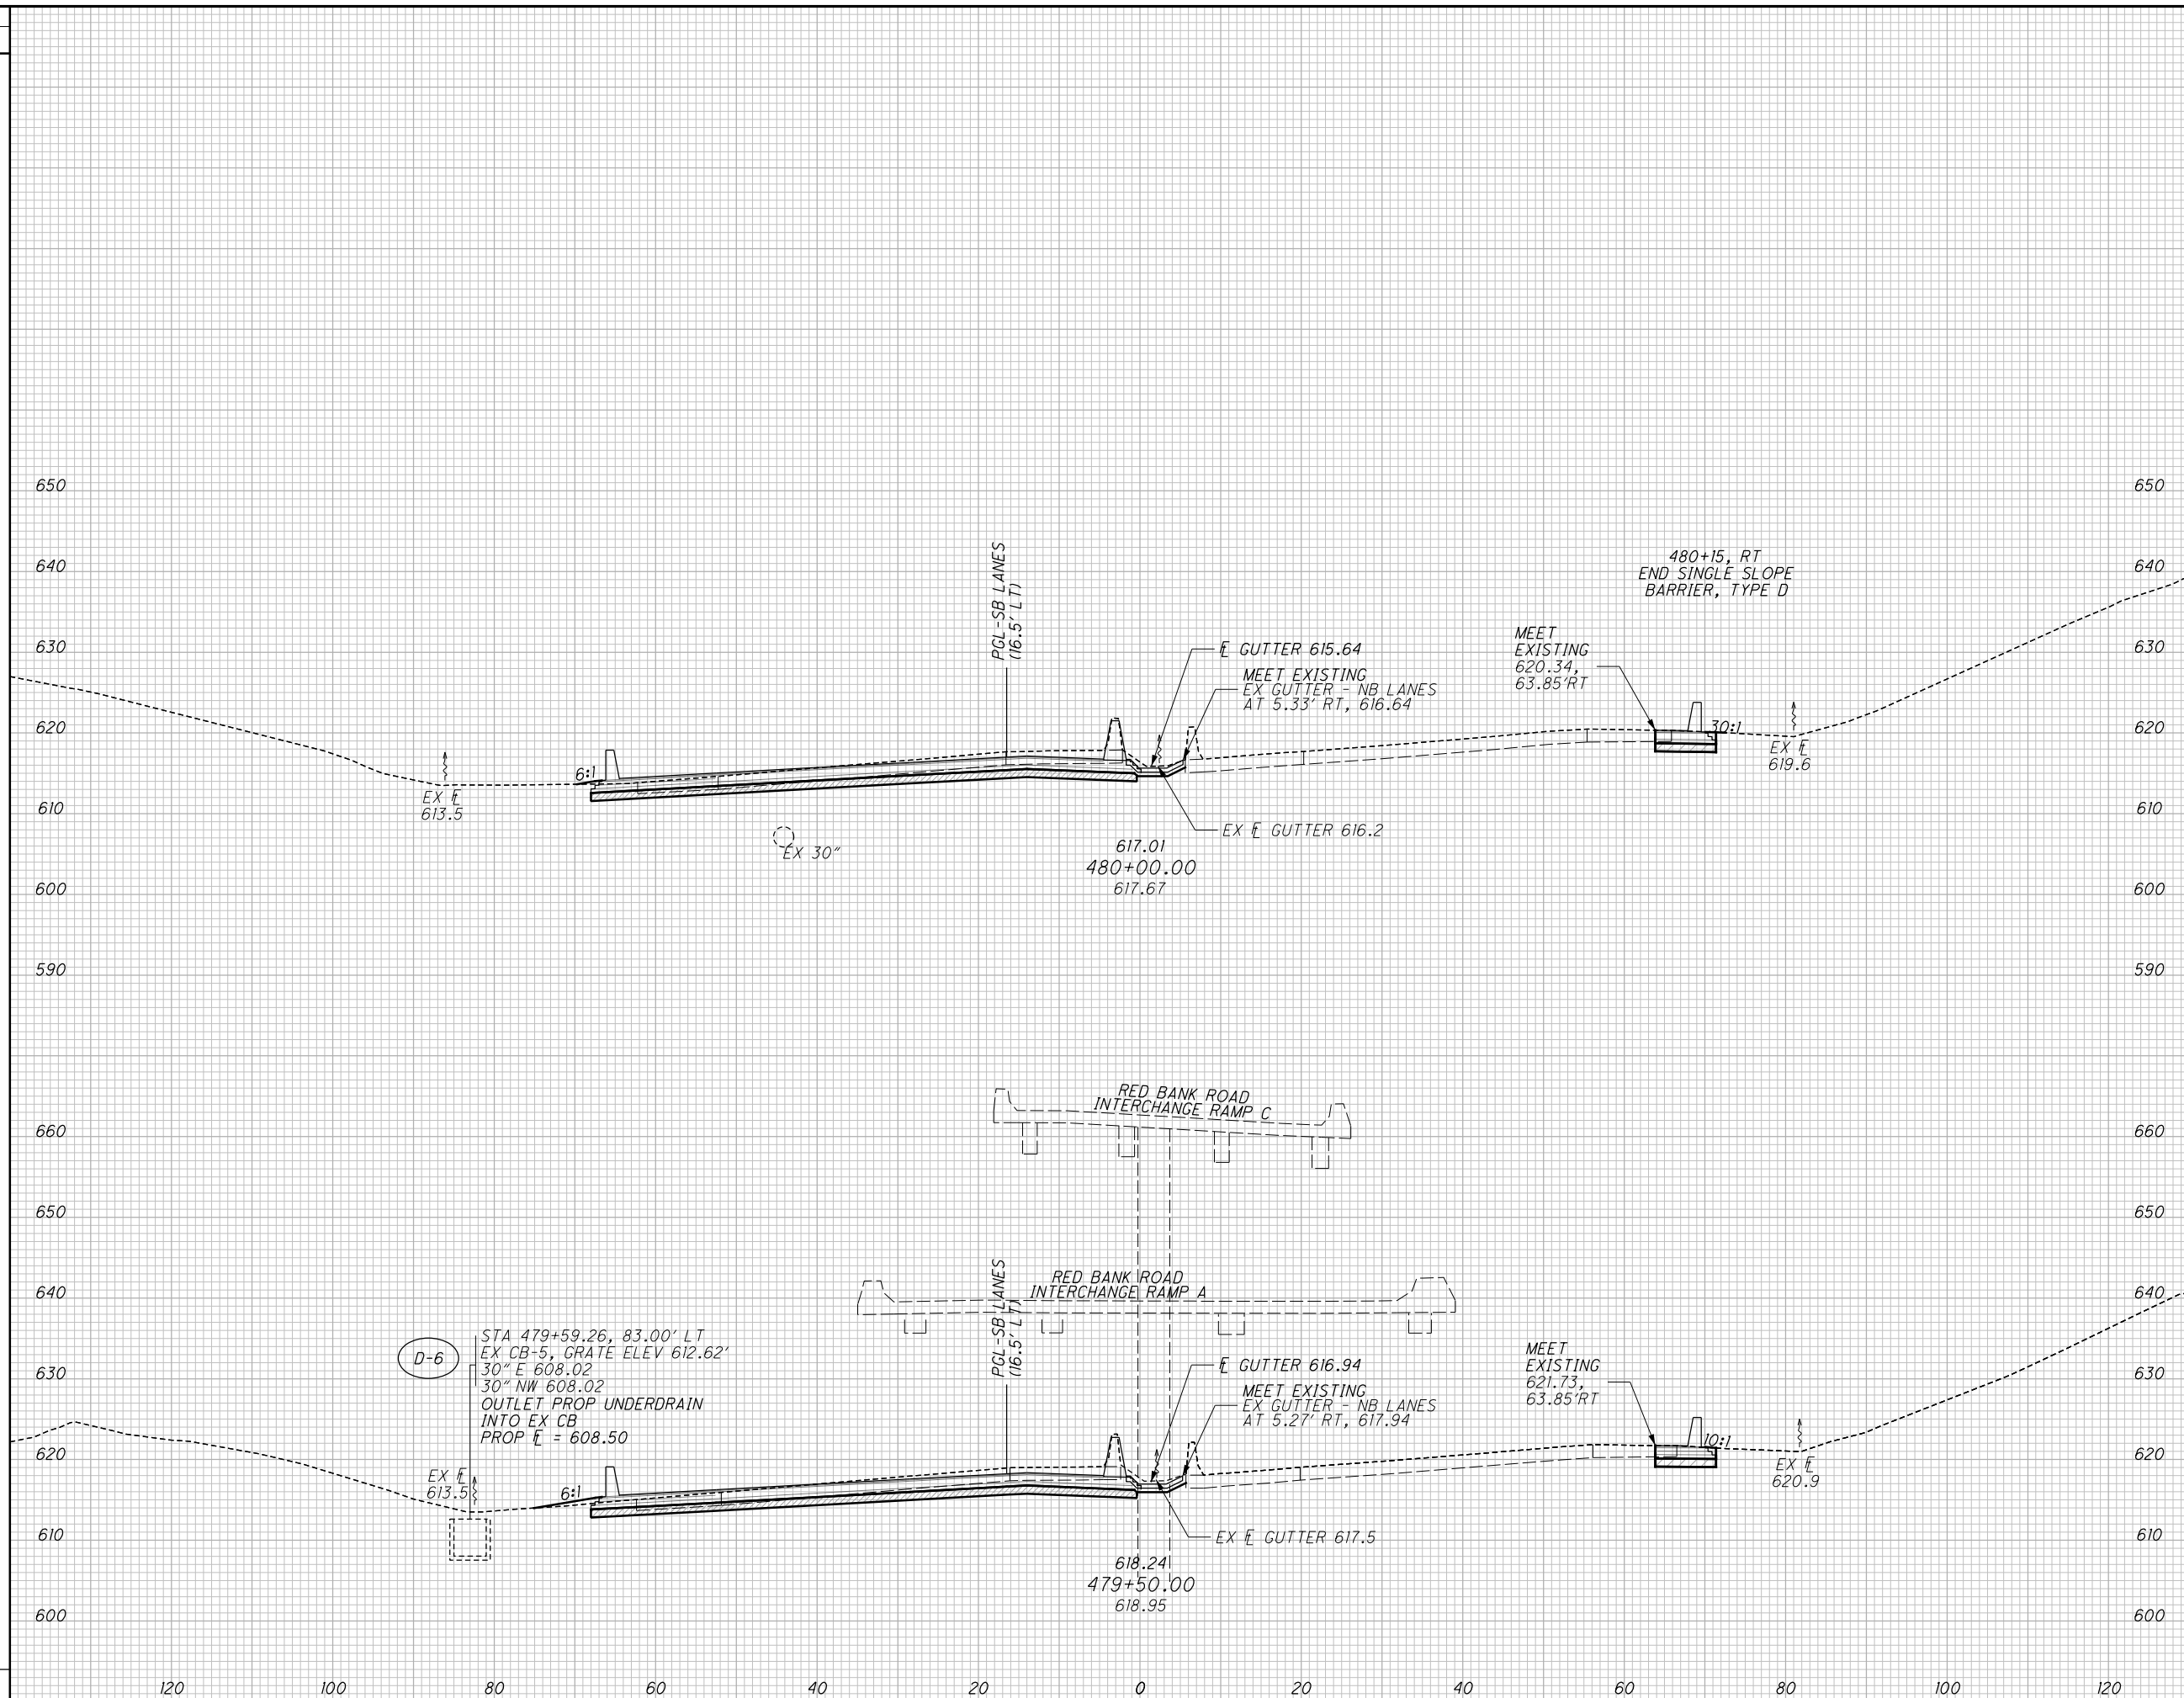 650
650
640
640
480+15, RT
END SINGLE SLOPE
BARRIER, TYPE D
PGL-SB LANES
(16.5' LT)
630
630
MEET
EXISTING
620.34,
63.85'RT
℄ GUTTER 615.64
MEET EXISTING
EX GUTTER - NB LANES
AT 5.33' RT, 616.64
620
620
30:1
EX ℄
619.6
6:1
EX ℄
613.5
610
610
EX 30"
EX ℄ GUTTER 616.2
617.01
480+00.00
617.67
600
600
590
590
RED BANK ROAD
INTERCHANGE RAMP C
660
660
650
650
RED BANK ROAD
INTERCHANGE RAMP A
640
640
PGL-SB LANES
(16.5' LT)
D-6
STA 479+59.26, 83.00' LT
EX CB-5, GRATE ELEV 612.62'
30" E 608.02
30" NW 608.02
OUTLET PROP UNDERDRAIN
INTO EX CB
PROP ℄ = 608.50
630
630
MEET
EXISTING
621.73,
63.85'RT
℄ GUTTER 616.94
MEET EXISTING
EX GUTTER - NB LANES
AT 5.27' RT, 617.94
620
620
10:1
EX ℄
620.9
EX ℄
613.5
6:1
610
610
EX ℄ GUTTER 617.5
618.24
479+50.00
618.95
600
600
120 100 80 60 40 20 0 20 40 60 80 100 120